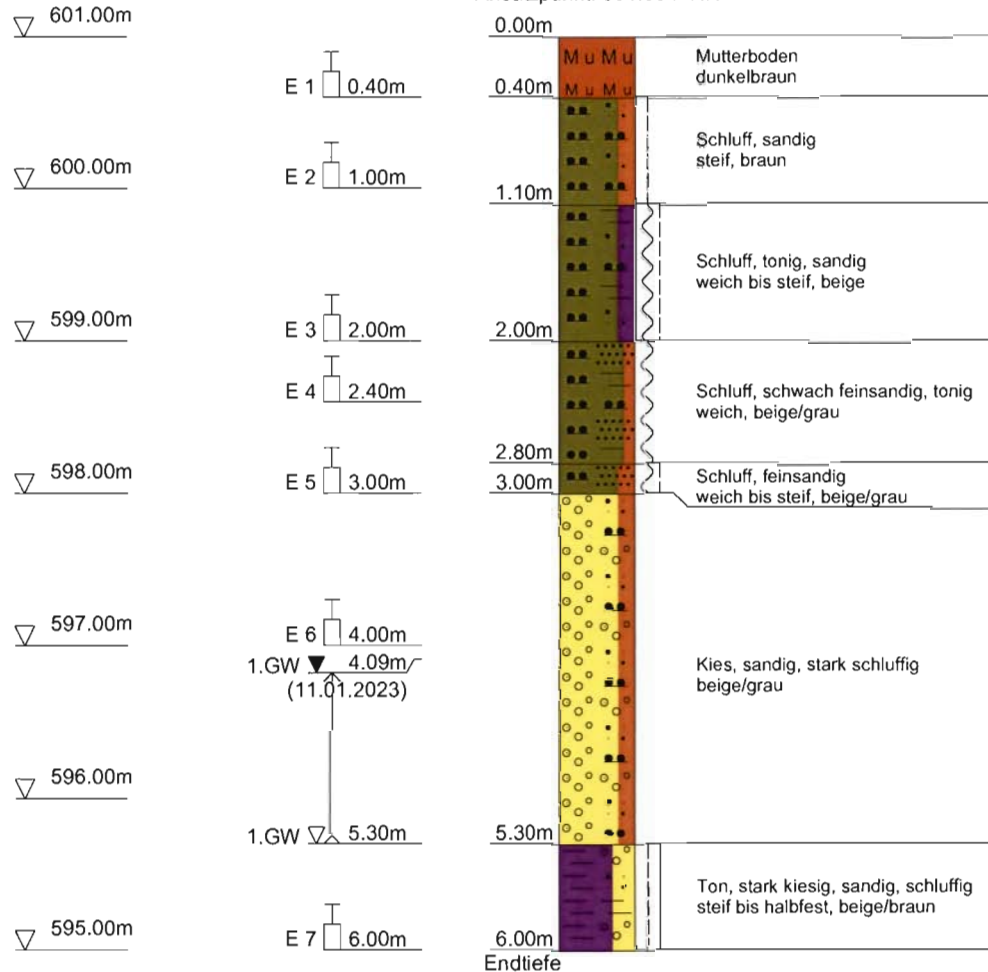 601.00m
0.00m
M u M u
Mutterboden
dunkelbraun
E 1 0.40m
M u M u
0.40m
Schluff, sandig
steif, braun
600.00m
E 2 1.00m
1.10m
Schluff, tonig, sandig
weich bis steif, beige
599.00m
E 3 2.00m
2.00m
E 4 2.40m
Schluff, schwach feinsandig, tonig
weich, beige/grau
2.80m
598.00m
E 5 3.00m
3.00m
Schluff, feinsandig
weich bis steif, beige/grau
597.00m
E 6 4.00m
1.GW 4.09m
(11.01.2023)
Kies, sandig, stark schluffig
beige/grau
596.00m
1.GW 5.30m
5.30m
Ton, stark kiesig, sandig, schluffig
steif bis halbfest, beige/braun
595.00m
E 7 6.00m
6.00m
Endtiefe